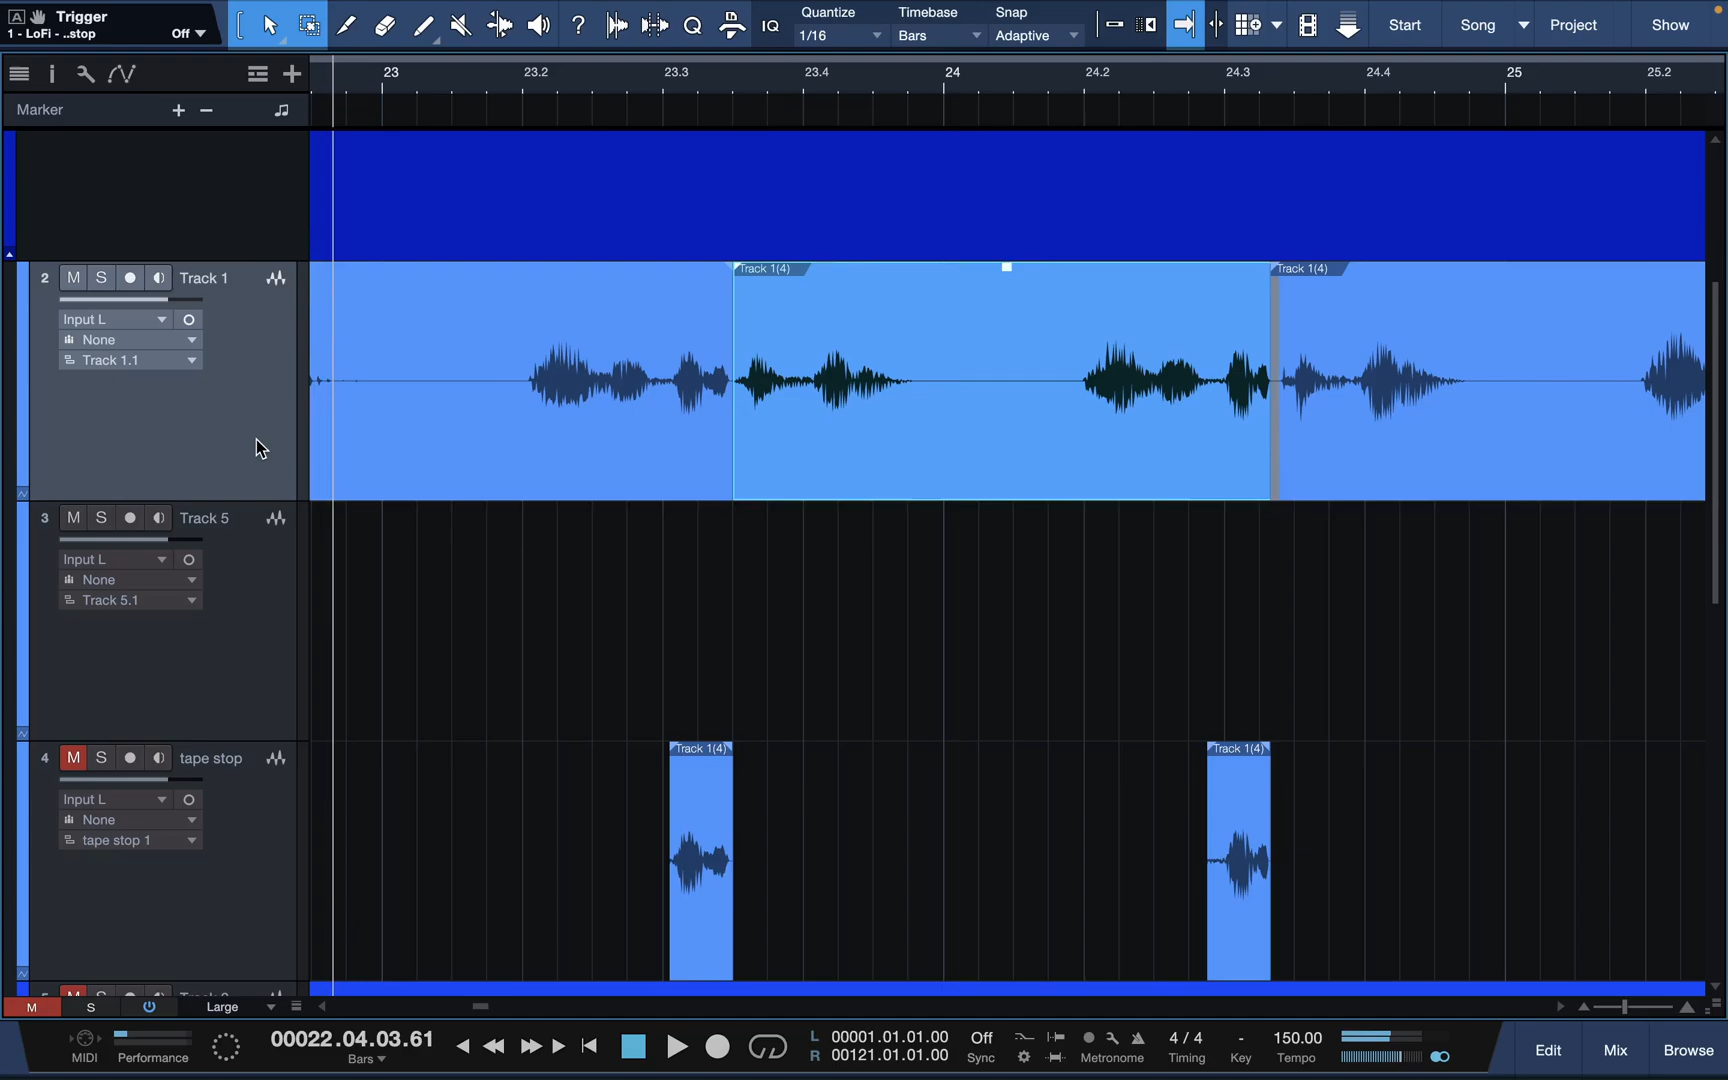 A Trigger
1 - LoFi - ..stop Off
? Q IQ
Quantize Timebase Snap
1/16 Bars Adaptive
Start Song Project Show
i
23 23.2 23.3 23.4 24 24.2 24.3 24.4 25 25.2
Marker + −
2 M S Track 1
Input L
None
Track 1.1
Track 1(4) Track 1(4)
3 M S Track 5
Input L
None
Track 5.1
4 M S tape stop
Input L
None
tape stop 1
Track 1(4) Track 1(4)
M S Large
MIDI Performance
00022.04.03.61
Bars
L 00001.01.01.00
R 00121.01.01.00
Off
Sync
Metronome
4 / 4
Timing
-
Key
150.00
Tempo
Edit Mix Browse